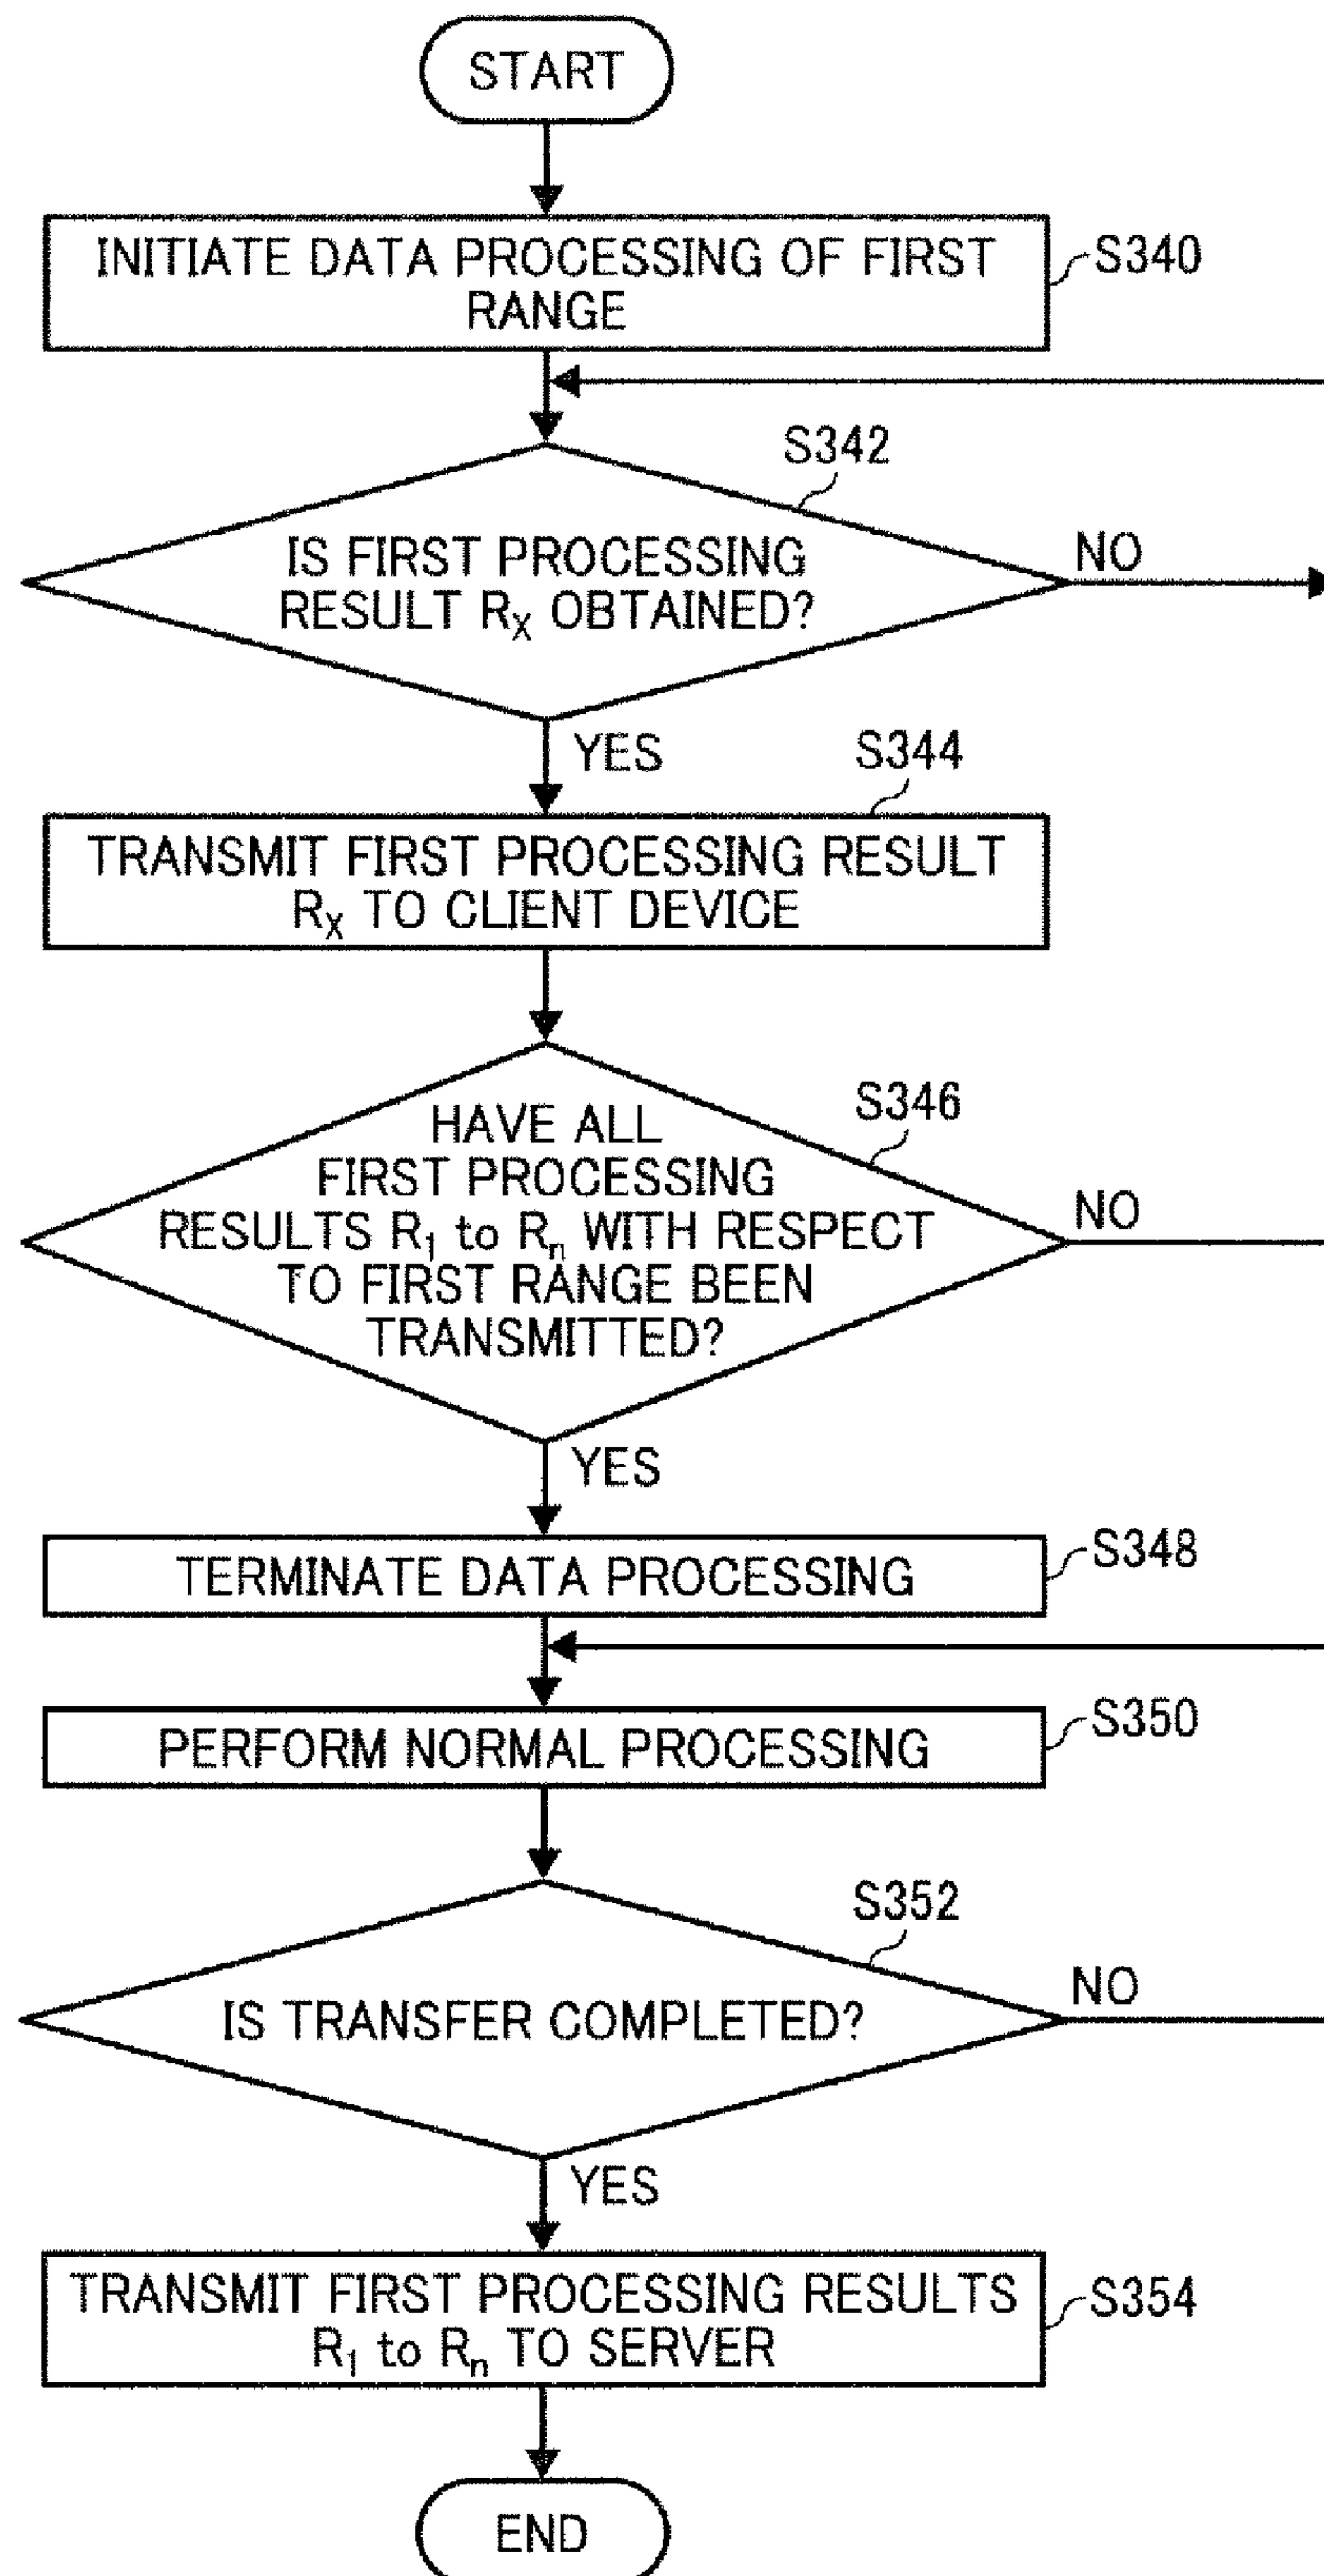 START
INITIATE DATA PROCESSING OF FIRST
RANGE
S340
S342
IS FIRST PROCESSING
RESULT RX OBTAINED?
NO
YES
S344
TRANSMIT FIRST PROCESSING RESULT
RX TO CLIENT DEVICE
S346
HAVE ALL
FIRST PROCESSING
RESULTS R1 to Rn WITH RESPECT
TO FIRST RANGE BEEN
TRANSMITTED?
NO
YES
TERMINATE DATA PROCESSING
S348
PERFORM NORMAL PROCESSING
S350
S352
IS TRANSFER COMPLETED?
NO
YES
TRANSMIT FIRST PROCESSING RESULTS
R1 to Rn TO SERVER
S354
END